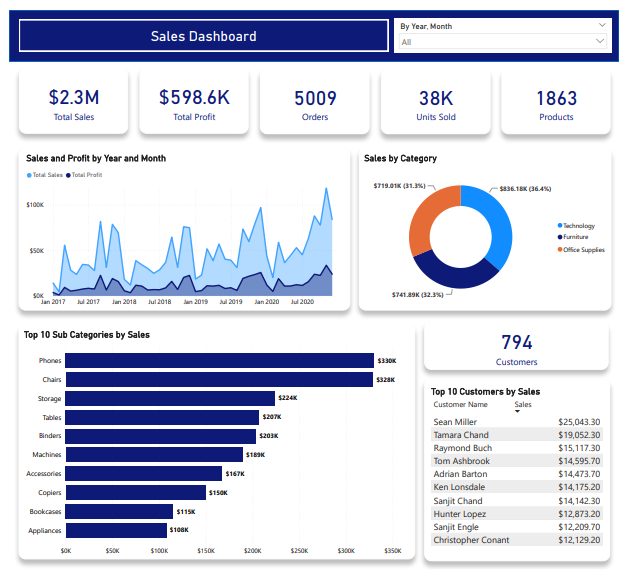 Sales Dashboard
By Year, Month
All
$2.3M
Total Sales
$598.6K
Total Profit
5009
Orders
38K
Units Sold
1863
Products
Sales and Profit by Year and Month
Total Sales Total Profit
$100K
$50K
$0K
Jan 2017 Jul 2017 Jan 2018 Jul 2018 Jan 2019 Jul 2019 Jan 2020 Jul 2020
Sales by Category
$719.01K (31.3%)
$836.18K (36.4%)
$741.89K (32.3%)
Technology
Furniture
Office Supplies
Top 10 Sub Categories by Sales
Phones $330K
Chairs $328K
Storage $224K
Tables $207K
Binders $203K
Machines $189K
Accessories $167K
Copiers $150K
Bookcases $115K
Appliances $108K
$0K $50K $100K $150K $200K $250K $300K $350K
794
Customers
Top 10 Customers by Sales
Customer Name Sales
Sean Miller $25,043.30
Tamara Chand $19,052.30
Raymond Buch $15,117.30
Tom Ashbrook $14,595.70
Adrian Barton $14,473.70
Ken Lonsdale $14,175.20
Sanjit Chand $14,142.30
Hunter Lopez $12,873.20
Sanjit Engle $12,209.70
Christopher Conant $12,129.20